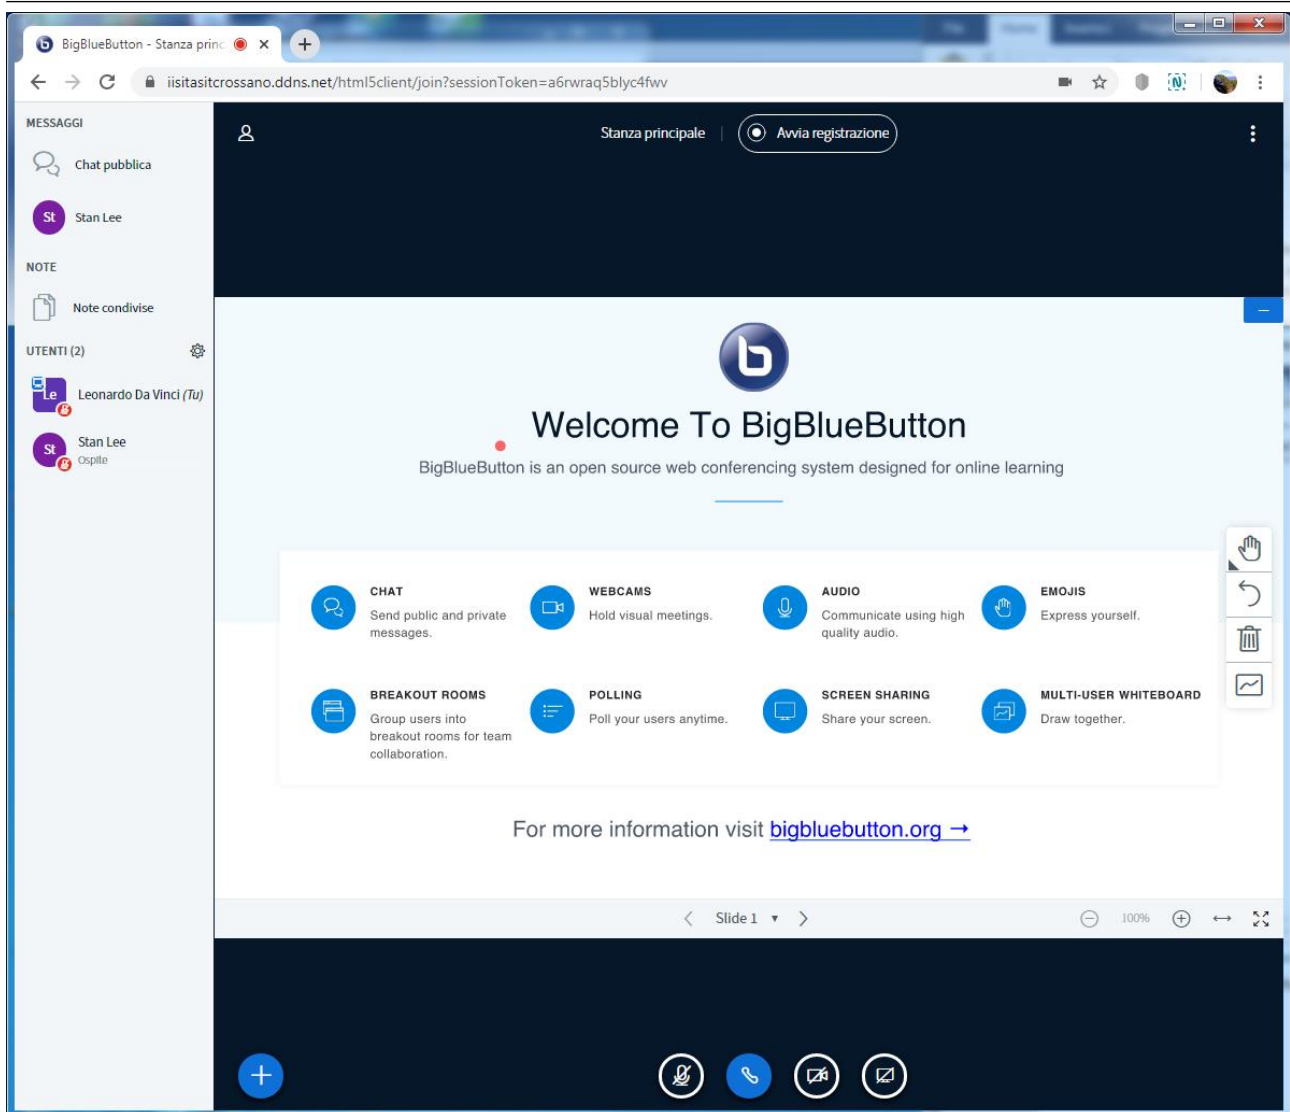 BigBlueButton - Stanza princ
iisitasitcrossano.ddns.net/html5client/join?sessionToken=a6rwraq5blyc4fwv
MESSAGGI
Chat pubblica
St Stan Lee
NOTE
Note condivise
UTENTI (2)
Le Leonardo Da Vinci (Tu)
St Stan Lee
Ospite
Stanza principale
Avvia registrazione
Welcome To BigBlueButton
BigBlueButton is an open source web conferencing system designed for online learning
CHAT
Send public and private
messages.
WEBCAMS
Hold visual meetings.
AUDIO
Communicate using high
quality audio.
EMOJIS
Express yourself.
BREAKOUT ROOMS
Group users into
breakout rooms for team
collaboration.
POLLING
Poll your users anytime.
SCREEN SHARING
Share your screen.
MULTI-USER WHITEBOARD
Draw together.
For more information visit bigbluebutton.org →
Slide 1
100%